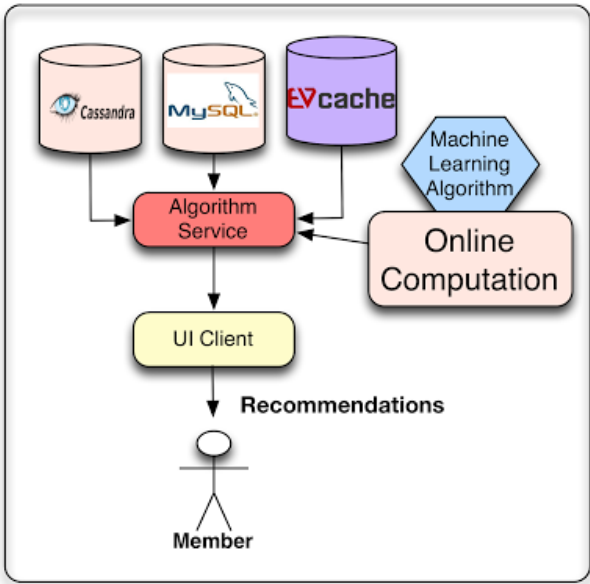 Cassandra
MySQL®
EVcache
Machine
Learning
Algorithm
Algorithm
Service
Online
Computation
UI Client
Recommendations
Member